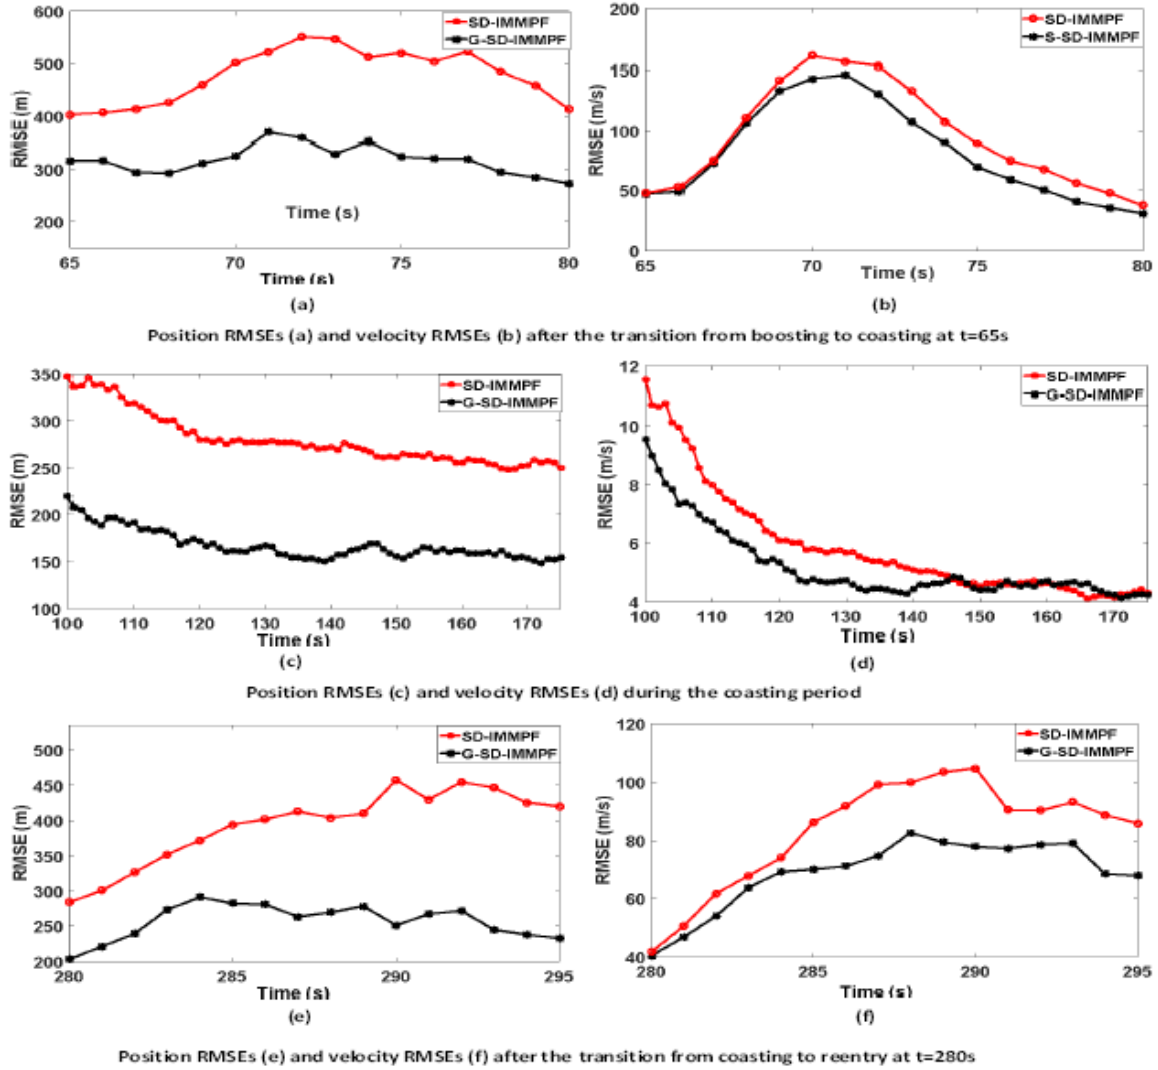 600
500
400
300
200
RMSE (m)
SD-IMMPF
G-SD-IMMPF
Time (s)
65 70 75 80
Time (s)
(a)
200
150
100
50
0
RMSE (m/s)
SD-IMMPF
S-SD-IMMPF
65 70 75 80
Time (s)
(b)
Position RMSEs (a) and velocity RMSEs (b) after the transition from boosting to coasting at t=65s
350
300
250
200
150
100
RMSE (m)
SD-IMMPF
G-SD-IMMPF
100 110 120 130 140 150 160 170
Time (s)
(c)
12
10
8
6
4
RMSE (m/s)
SD-IMMPF
G-SD-IMMPF
100 110 120 130 140 150 160 170
Time (s)
(d)
Position RMSEs (c) and velocity RMSEs (d) during the coasting period
500
450
400
350
300
250
200
RMSE (m)
SD-IMMPF
G-SD-IMMPF
280 285 290 295
Time (s)
(e)
120
100
80
60
40
RMSE (m/s)
SD-IMMPF
G-SD-IMMPF
280 285 290 295
Time (s)
(f)
Position RMSEs (e) and velocity RMSEs (f) after the transition from coasting to reentry at t=280s